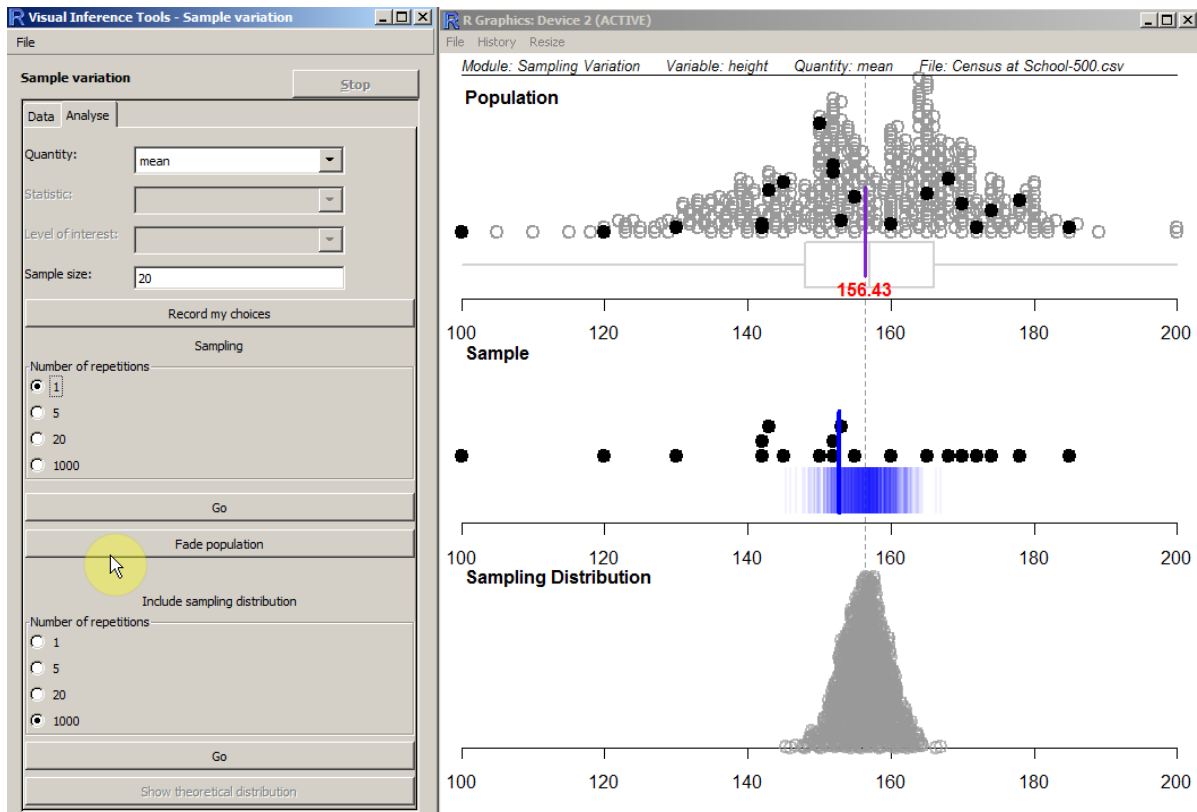 Visual Inference Tools - Sample variation
File
Sample variation
Stop
Data Analyse
Quantity: mean
Statistic:
Level of interest:
Sample size: 20
Record my choices
Sampling
Number of repetitions
1
5
20
1000
Go
Fade population
Include sampling distribution
Number of repetitions
1
5
20
1000
Go
Show theoretical distribution
R Graphics: Device 2 (ACTIVE)
File History Resize
Module: Sampling Variation Variable: height Quantity: mean File: Census at School-500.csv
Population
156.43
100 120 140 160 180 200
Sample
100 120 140 160 180 200
Sampling Distribution
100 120 140 160 180 200